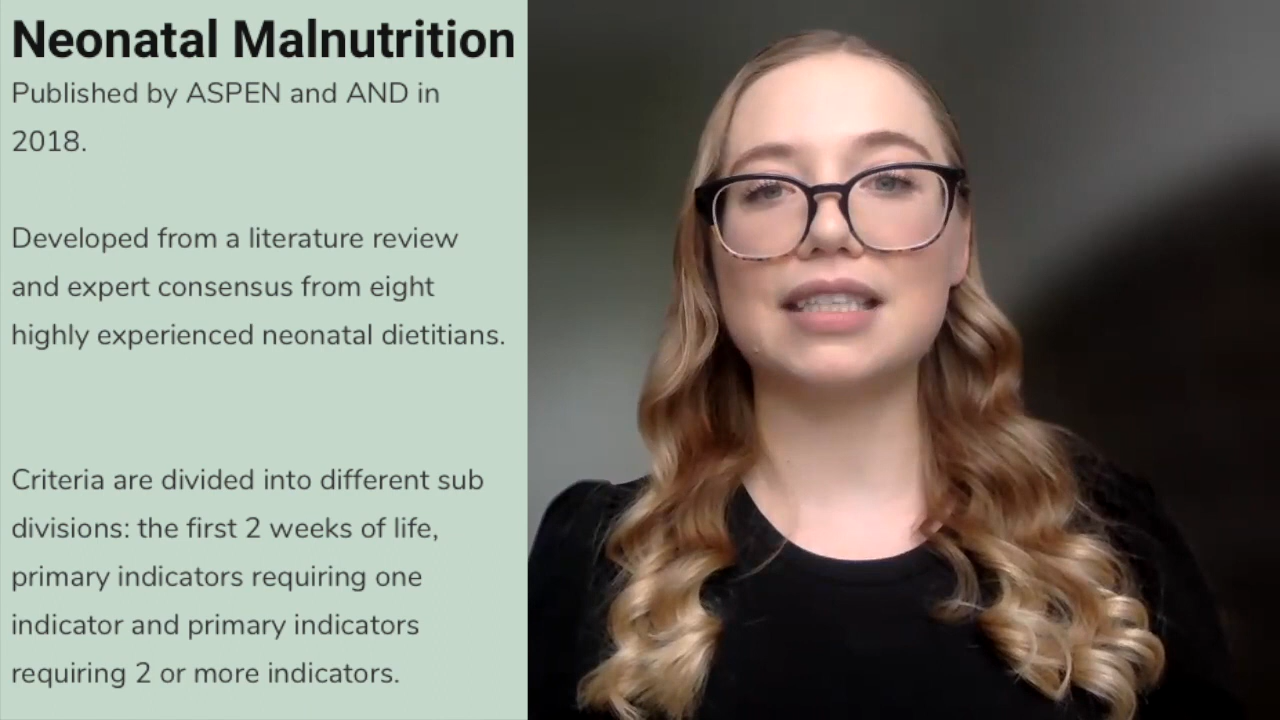 Neonatal Malnutrition
Published by ASPEN and AND in
2018.
Developed from a literature review
and expert consensus from eight
highly experienced neonatal dietitians.
Criteria are divided into different sub
divisions: the first 2 weeks of life,
primary indicators requiring one
indicator and primary indicators
requiring 2 or more indicators.